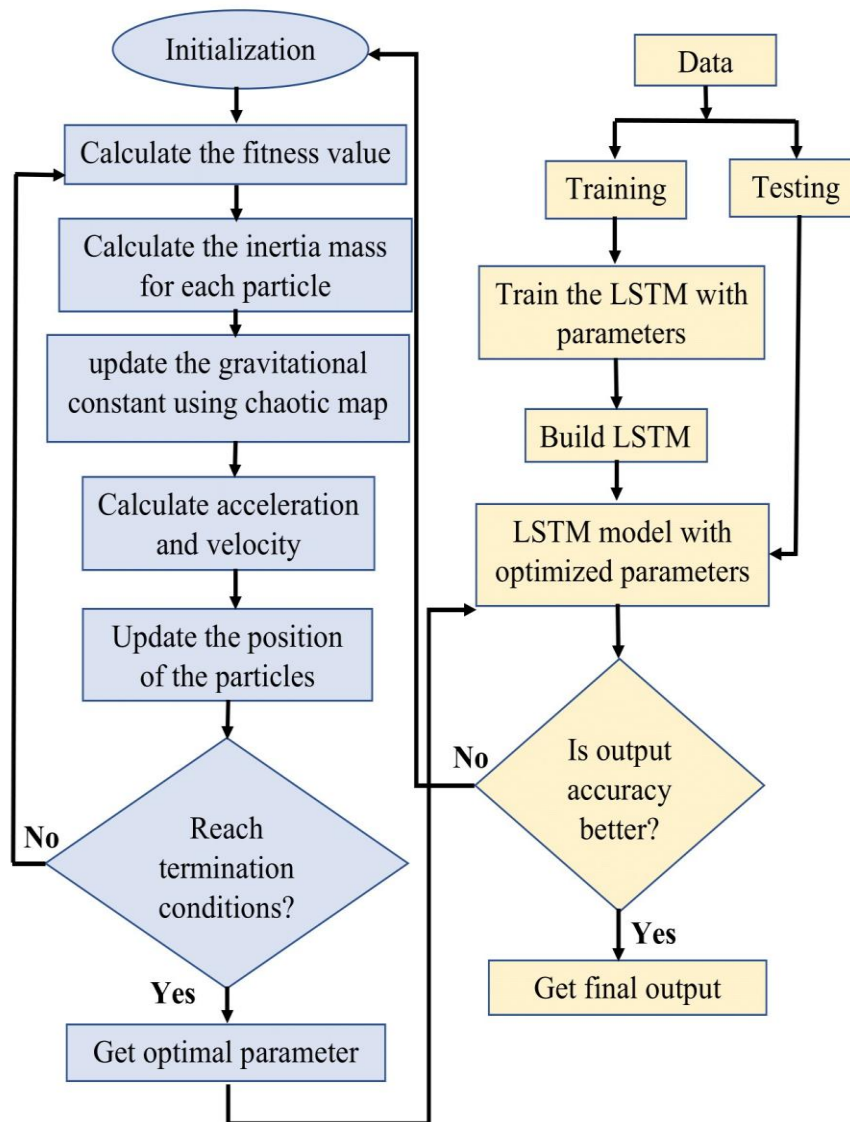 Initialization
Calculate the fitness value
Calculate the inertia mass
for each particle
update the gravitational
constant using chaotic map
Calculate acceleration
and velocity
Update the position
of the particles
No
Reach
termination
conditions?
Yes
Get optimal parameter
Data
Training
Testing
Train the LSTM with
parameters
Build LSTM
LSTM model with
optimized parameters
No
Is output
accuracy
better?
Yes
Get final output